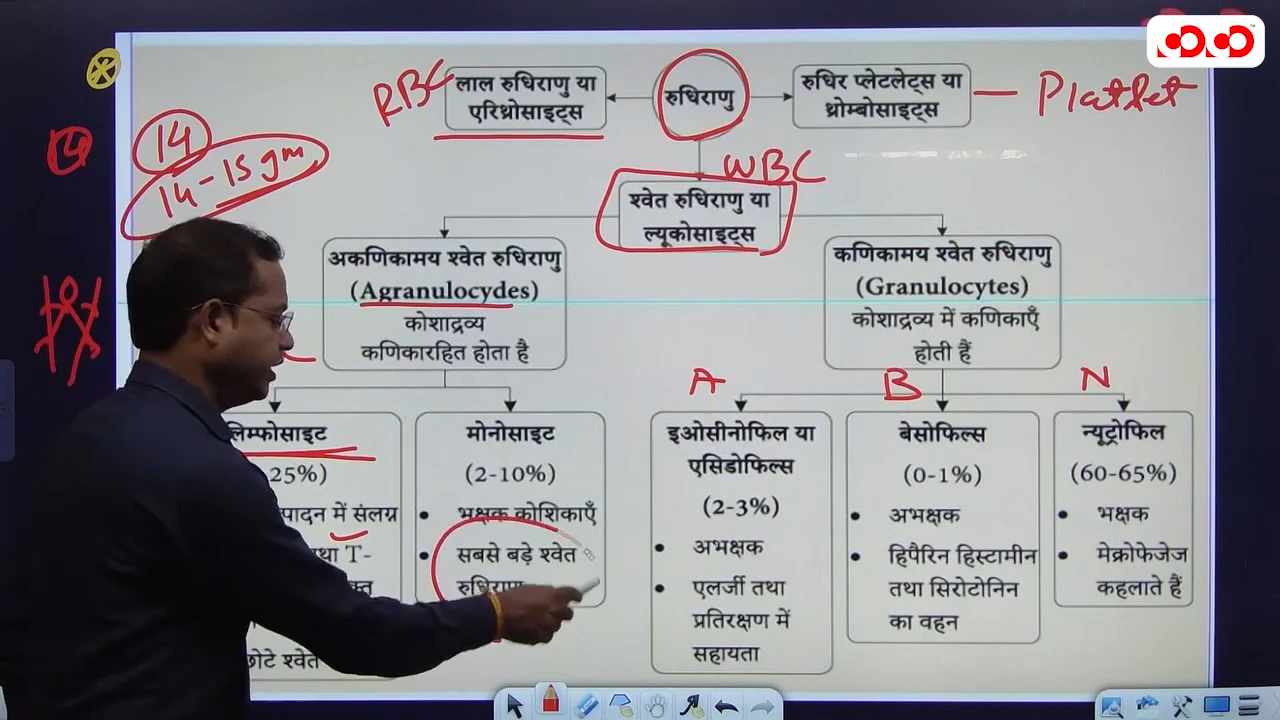 RBC
लाल रुधिराणु या
एरिथ्रोसाइट्स
रुधिराणु
रुधिर प्लेटलेट्स या
थ्रोम्बोसाइट्स
Platlet
14
14
14-15 gm
WBC
श्वेत रुधिराणु या
ल्यूकोसाइट्स
अकणिकामय श्वेत रुधिराणु
(Agranulocydes)
कोशाद्रव्य
कणिकारहित होता है
कणिकामय श्वेत रुधिराणु
(Granulocytes)
कोशाद्रव्य में कणिकाएँ
होती हैं
A
B
N
लिम्फोसाइट
25%)
में संलग्न
तथा T-
छोटे श्वेत
मोनोसाइट
(2-10%)
• भक्षक कोशिकाएँ
• सबसे बड़े श्वेत
रुधिराणु
इओसीनोफिल या
एसिडोफिल्स
(2-3%)
• अभक्षक
• एलर्जी तथा
प्रतिरक्षण में
सहायता
बेसोफिल्स
(0-1%)
• अभक्षक
• हिपैरिन हिस्टामीन
तथा सिरोटोनिन
का वहन
न्यूट्रोफिल
(60-65%)
• भक्षक
• मेक्रोफेजेज
कहलाते हैं